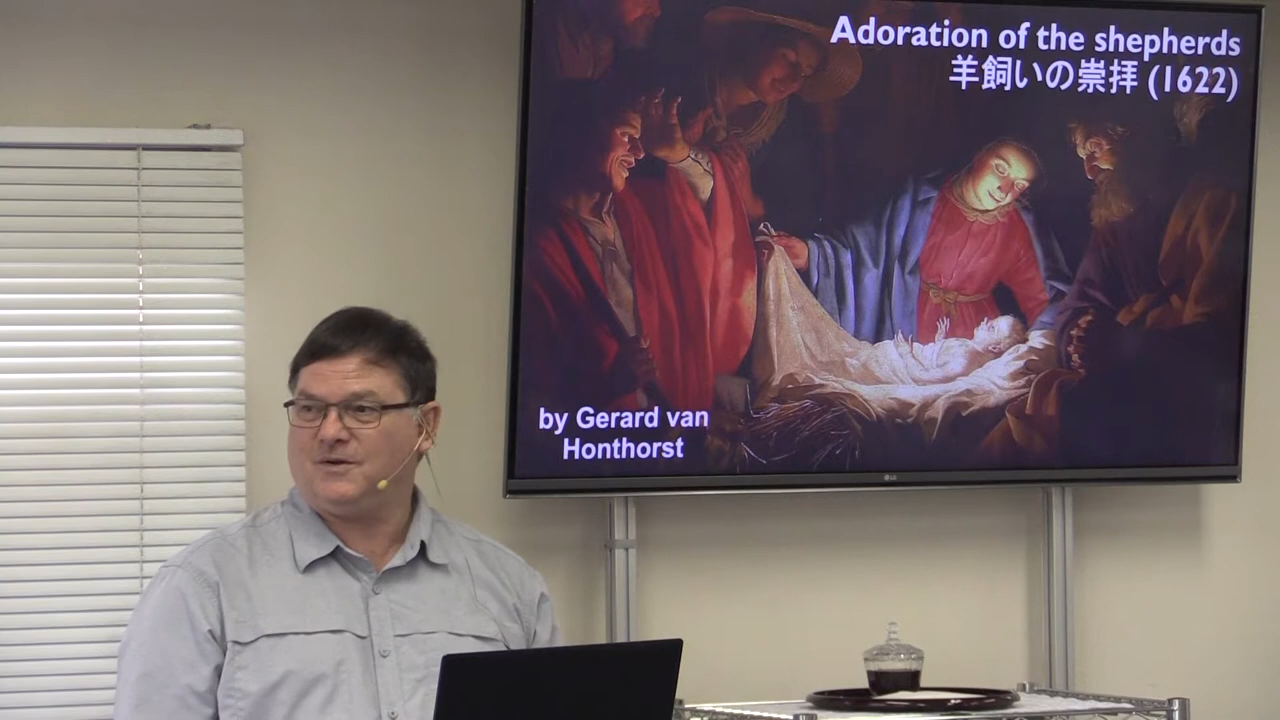 Adoration of the shepherds
羊飼いの崇拝 (1622)
by Gerard van
Honthorst
LG